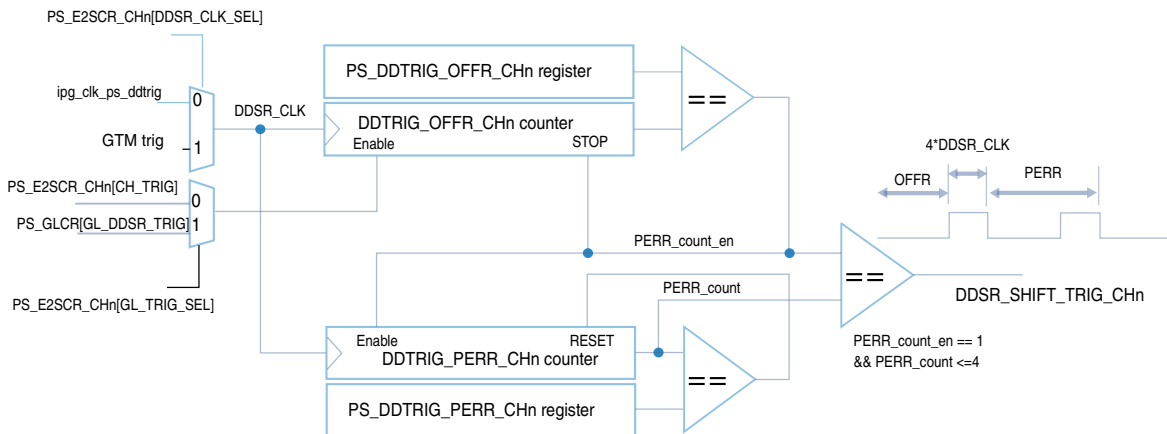 PS_E2SCR_CHn[DDSR_CLK_SEL]
ipg_clk_ps_ddtrig
0
GTM trig
1
DDSR_CLK
PS_E2SCR_CHn[CH_TRIG]
0
PS_GLCR[GL_DDSR_TRIG]
1
PS_E2SCR_CHn[GL_TRIG_SEL]
PS_DDTRIG_OFFR_CHn register
DDTRIG_OFFR_CHn counter
Enable
STOP
==
PERR_count_en
PERR_count
Enable
RESET
DDTRIG_PERR_CHn counter
PS_DDTRIG_PERR_CHn register
==
==
4*DDSR_CLK
OFFR
PERR
DDSR_SHIFT_TRIG_CHn
PERR_count_en == 1
&& PERR_count <=4